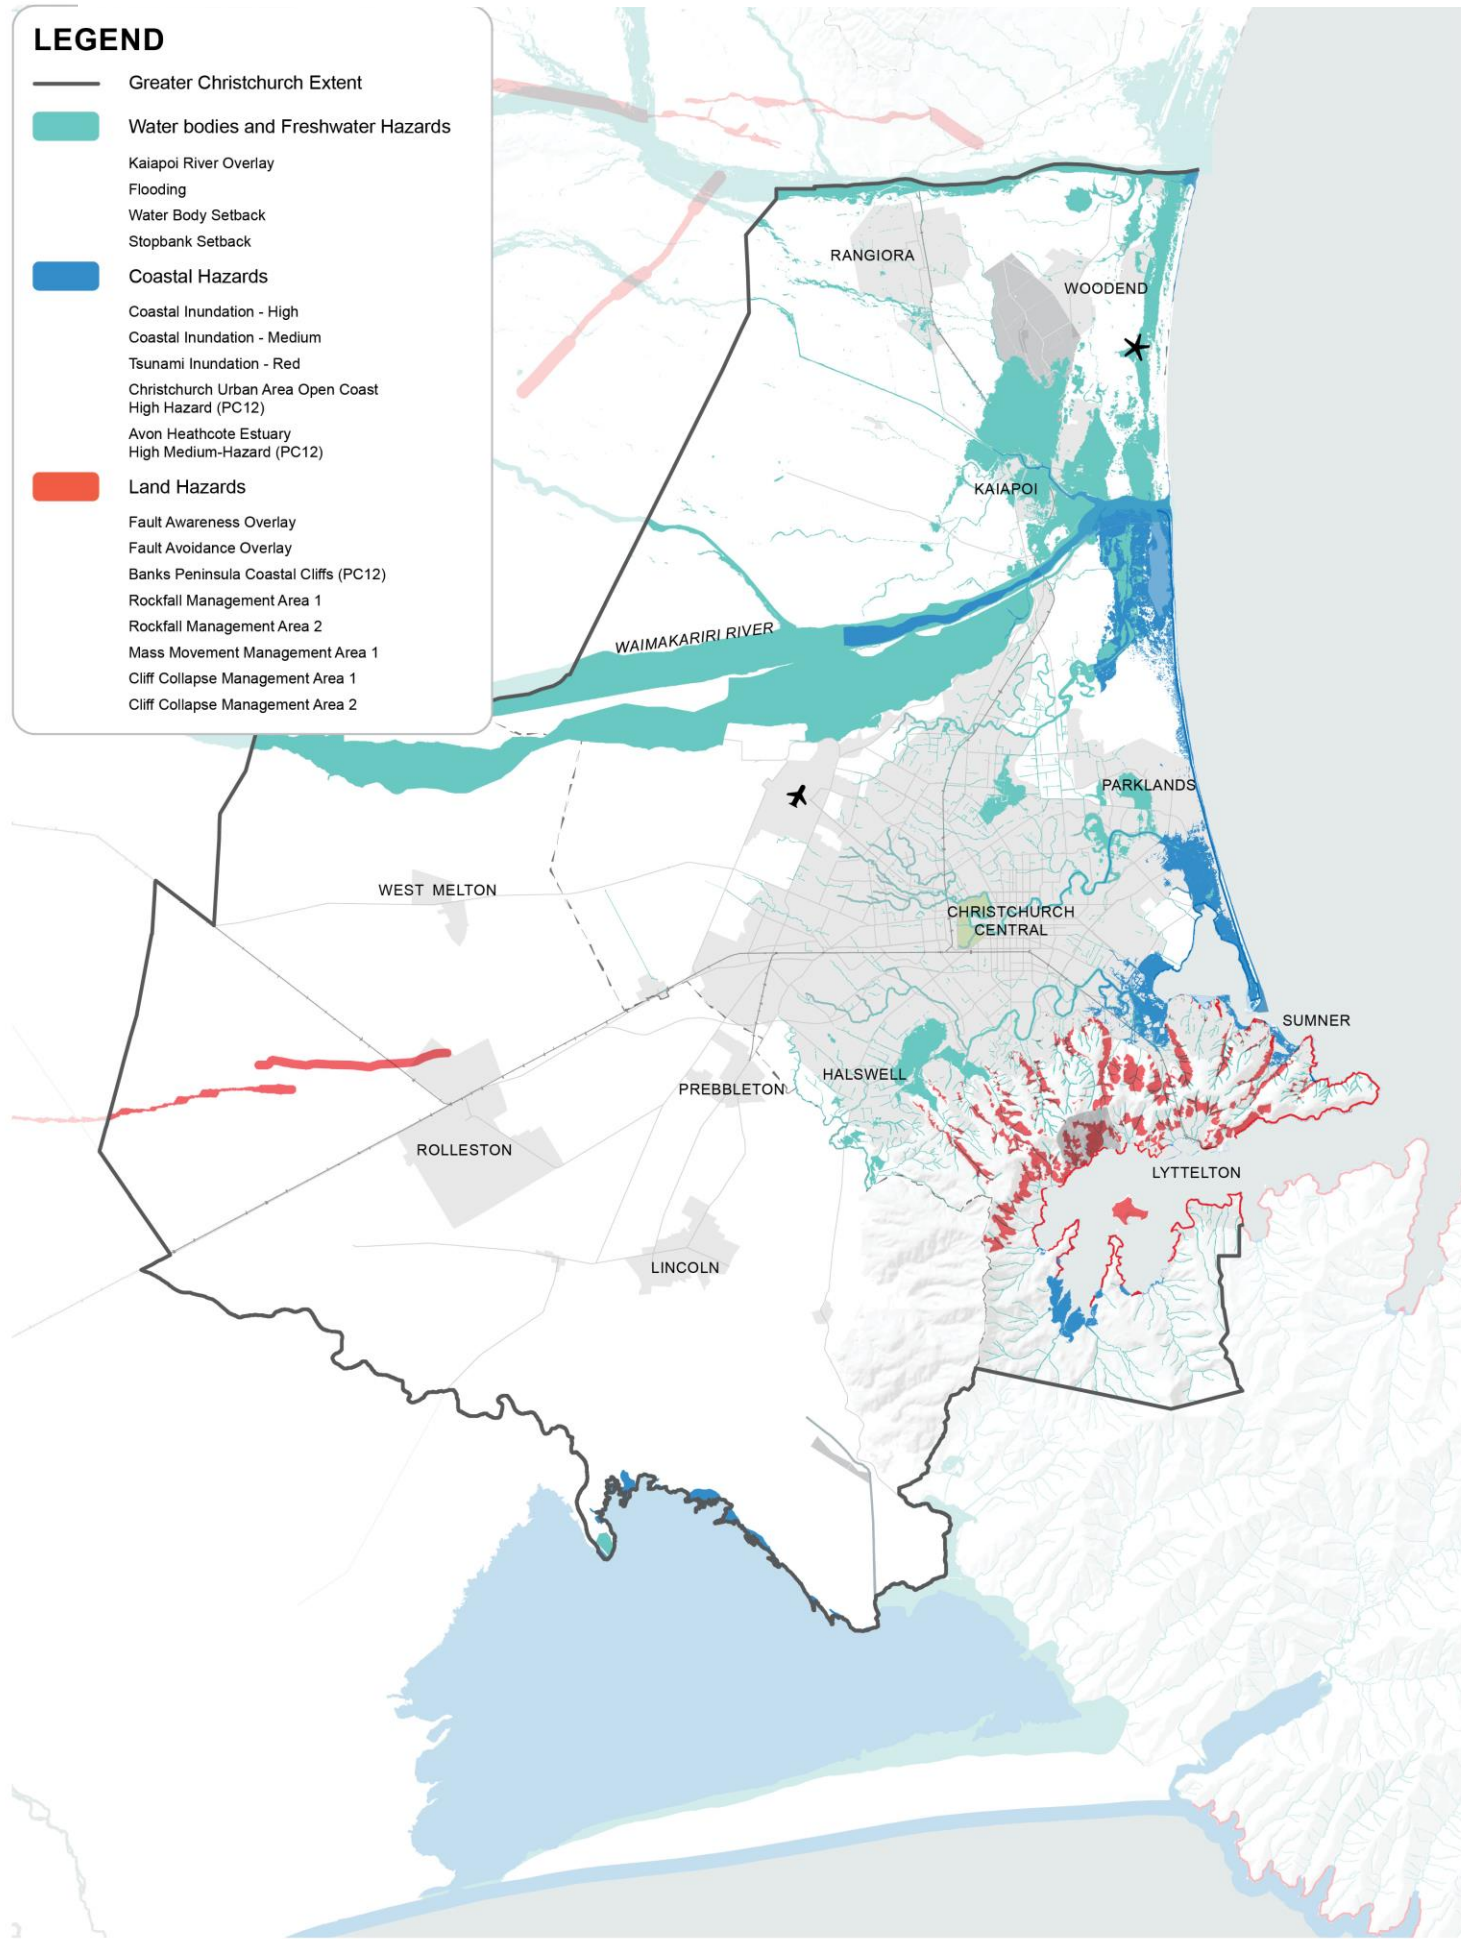 LEGEND
Greater Christchurch Extent
Water bodies and Freshwater Hazards
Kaiapoi River Overlay
Flooding
Water Body Setback
Stopbank Setback
Coastal Hazards
Coastal Inundation - High
Coastal Inundation - Medium
Tsunami Inundation - Red
Christchurch Urban Area Open Coast
High Hazard (PC12)
Avon Heathcote Estuary
High Medium-Hazard (PC12)
Land Hazards
Fault Awareness Overlay
Fault Avoidance Overlay
Banks Peninsula Coastal Cliffs (PC12)
Rockfall Management Area 1
Rockfall Management Area 2
Mass Movement Management Area 1
Cliff Collapse Management Area 1
Cliff Collapse Management Area 2
RANGIORA
WOODEND
KAIAPOI
WAIMAKARIRI RIVER
PARKLANDS
WEST MELTON
CHRISTCHURCH
CENTRAL
SUMNER
HALSWELL
PREBBLETON
ROLLESTON
LYTTELTON
LINCOLN